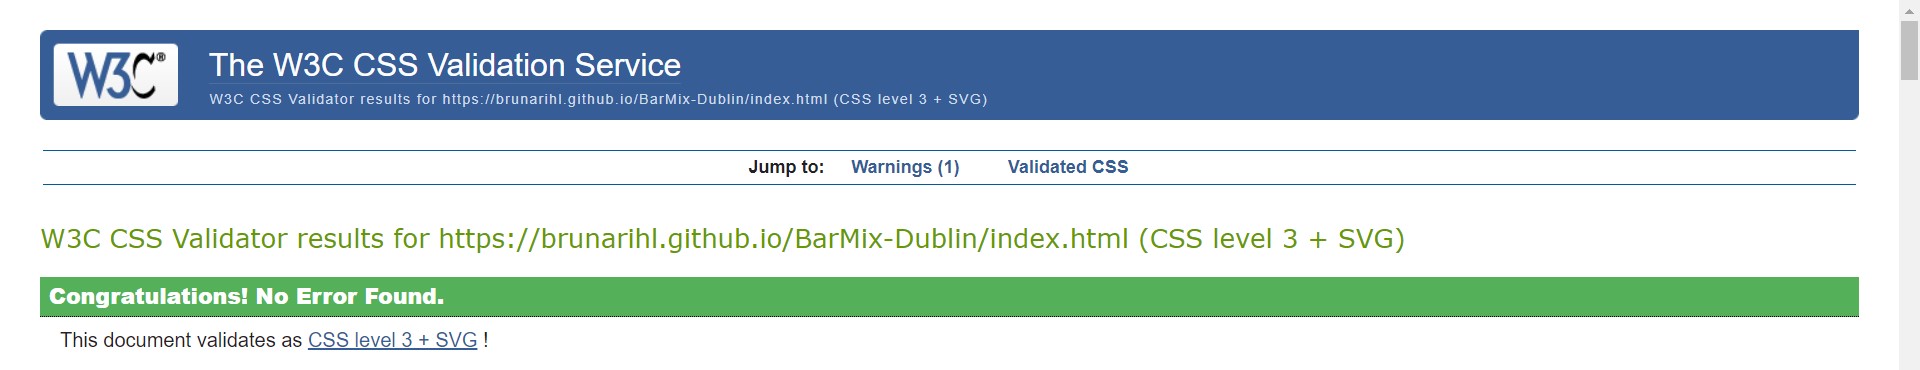 W3C®
The W3C CSS Validation Service
W3C CSS Validator results for https://brunarihl.github.io/BarMix-Dublin/index.html (CSS level 3 + SVG)
Jump to: Warnings (1) Validated CSS
W3C CSS Validator results for https://brunarihl.github.io/BarMix-Dublin/index.html (CSS level 3 + SVG)
Congratulations! No Error Found.
This document validates as CSS level 3 + SVG !